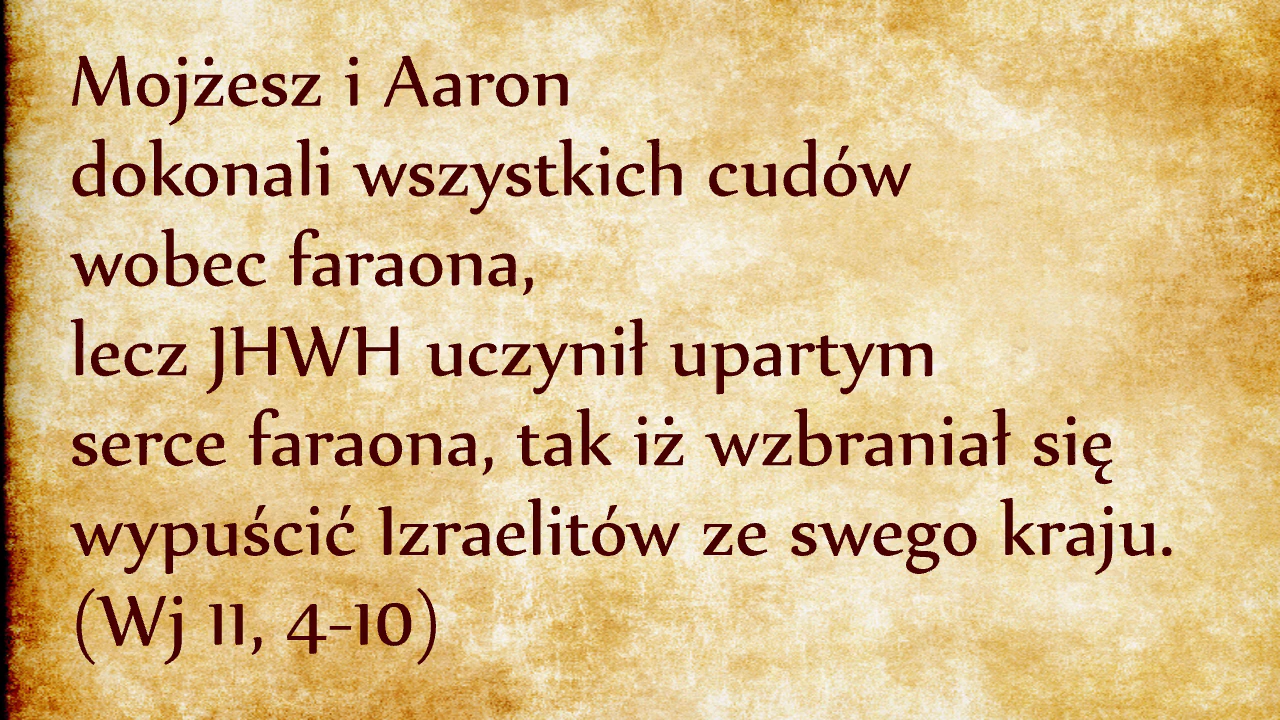 Mojżesz i Aaron
dokonali wszystkich cudów
wobec faraona,
lecz JHWH uczynił upartym
serce faraona, tak iż wzbraniał się
wypuścić Izraelitów ze swego kraju.
(Wj 11, 4-10)